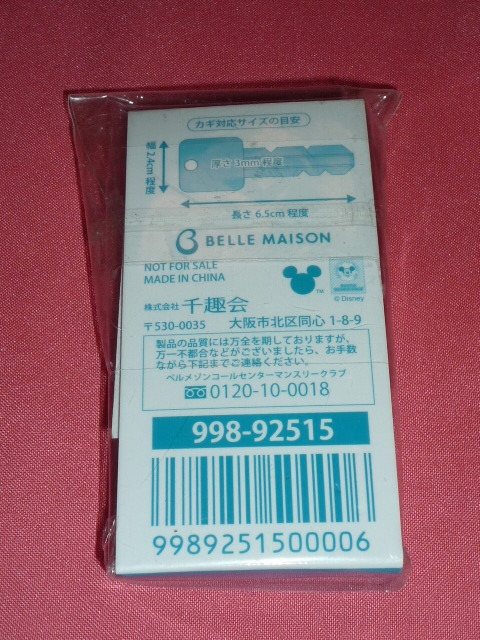 カギ対応サイズの目安
幅2.4cm程度
厚さ3mm程度
長さ6.5cm程度
BELLE MAISON
NOT FOR SALE
MADE IN CHINA
TM
© Disney
株式会社 千趣会
〒530-0035 大阪市北区同心1-8-9
製品の品質には万全を期しておりますが、
万一不都合などがございましたら、お手数
ながら下記までご連絡ください。
ベルメゾンコールセンターマンスリークラブ
0120-10-0018
998-92515
9989251500006